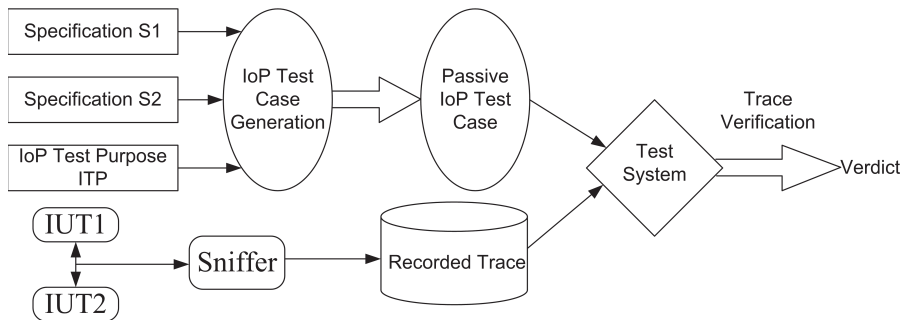 Specification S1
Specification S2
IoP Test Purpose
ITP
IoP Test
Case
Generation
Passive
IoP Test
Case
Test
System
Trace
Verification
Verdict
IUT1
IUT2
Sniffer
Recorded Trace